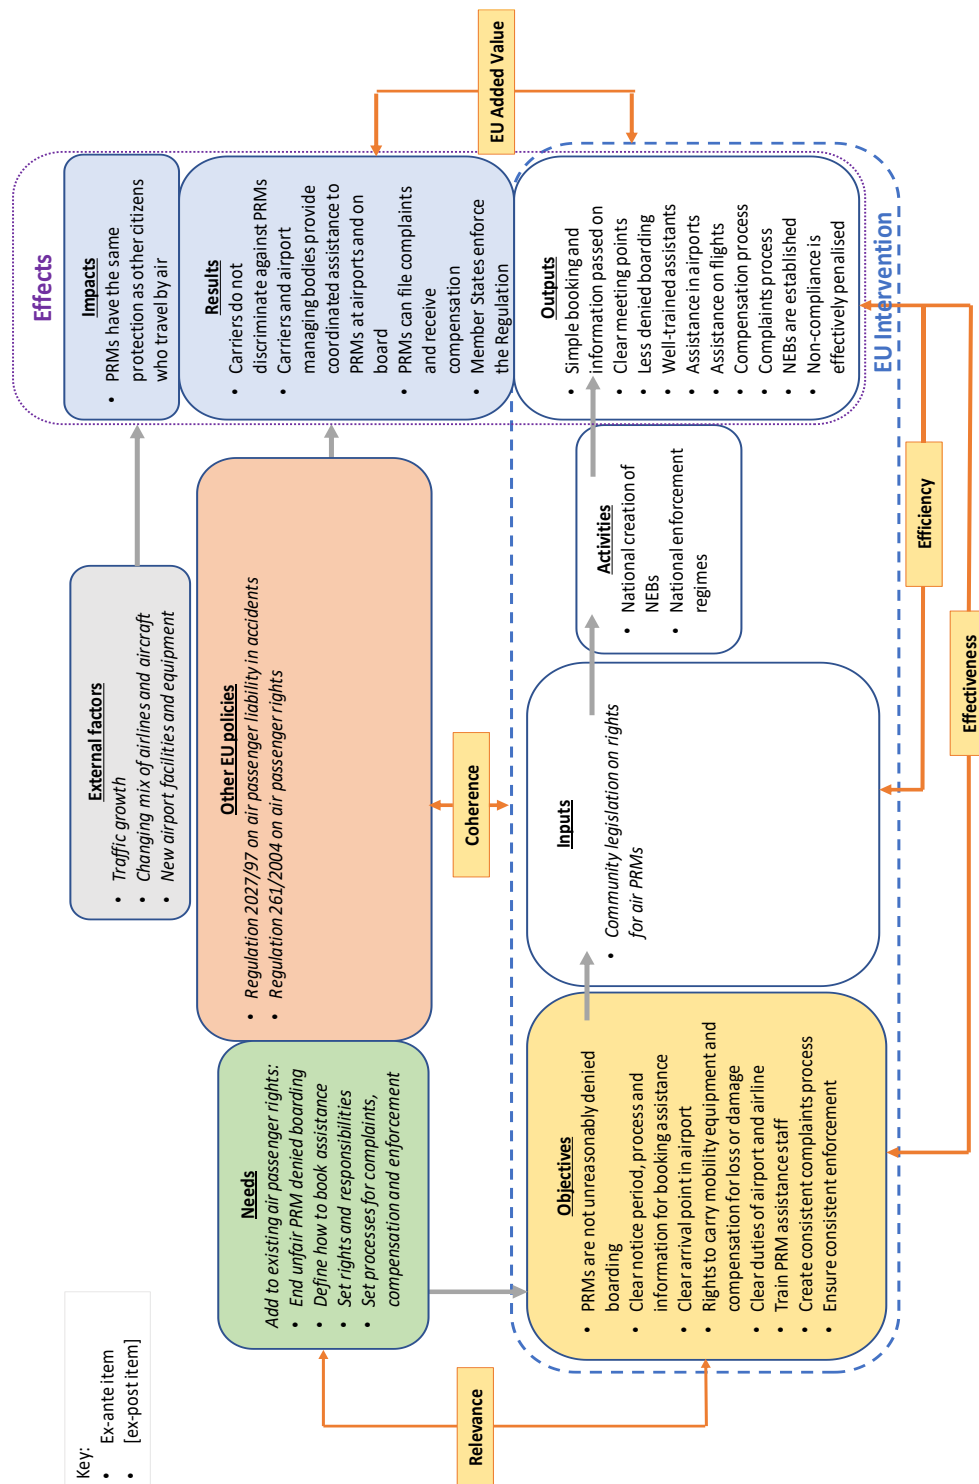 Key:
• Ex-ante item
• [ex-post item]
Relevance
Needs
Add to existing air passenger rights:
• End unfair PRM denied boarding
• Define how to book assistance
• Set rights and responsibilities
• Set processes for complaints,
compensation and enforcement
Objectives
• PRMs are not unreasonably denied
boarding
• Clear notice period, process and
information for booking assistance
• Clear arrival point in airport
• Rights to carry mobility equipment and
compensation for loss or damage
• Clear duties of airport and airline
• Train PRM assistance staff
• Create consistent complaints process
• Ensure consistent enforcement
External factors
• Traffic growth
• Changing mix of airlines and aircraft
• New airport facilities and equipment
Other EU policies
• Regulation 2027/97 on air passenger liability in accidents
• Regulation 261/2004 on air passenger rights
Coherence
Inputs
• Community legislation on rights
for air PRMs
Activities
• National creation of
NEBs
• National enforcement
regimes
Effects
Impacts
• PRMs have the same
protection as other citizens
who travel by air
Results
• Carriers do not
discriminate against PRMs
• Carriers and airport
managing bodies provide
coordinated assistance to
PRMs at airports and on
board
• PRMs can file complaints
and receive
compensation
• Member States enforce
the Regulation
Outputs
• Simple booking and
information passed on
• Clear meeting points
• Less denied boarding
• Well-trained assistants
• Assistance in airports
• Assistance on flights
• Compensation process
• Complaints process
• NEBs are established
• Non-compliance is
effectively penalised
EU Intervention
EU Added Value
Efficiency
Effectiveness